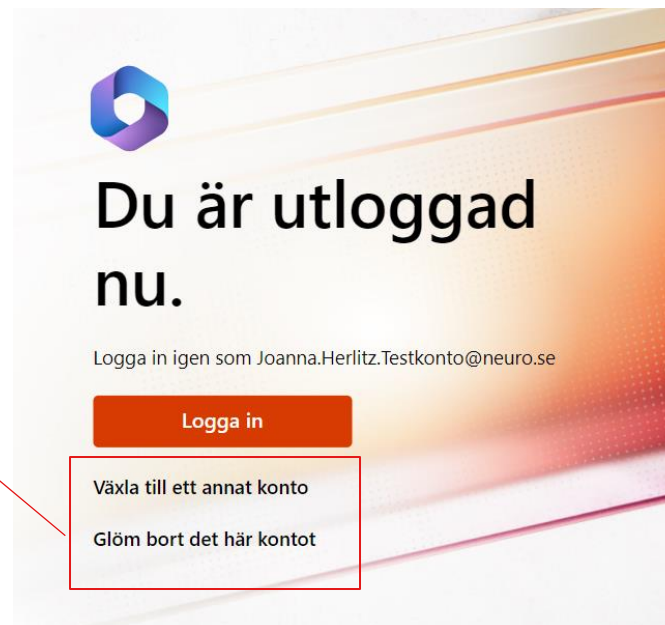 Du är utloggad
nu.
Logga in igen som Joanna.Herlitz.Testkonto@neuro.se
Logga in
Växla till ett annat konto
Glöm bort det här kontot